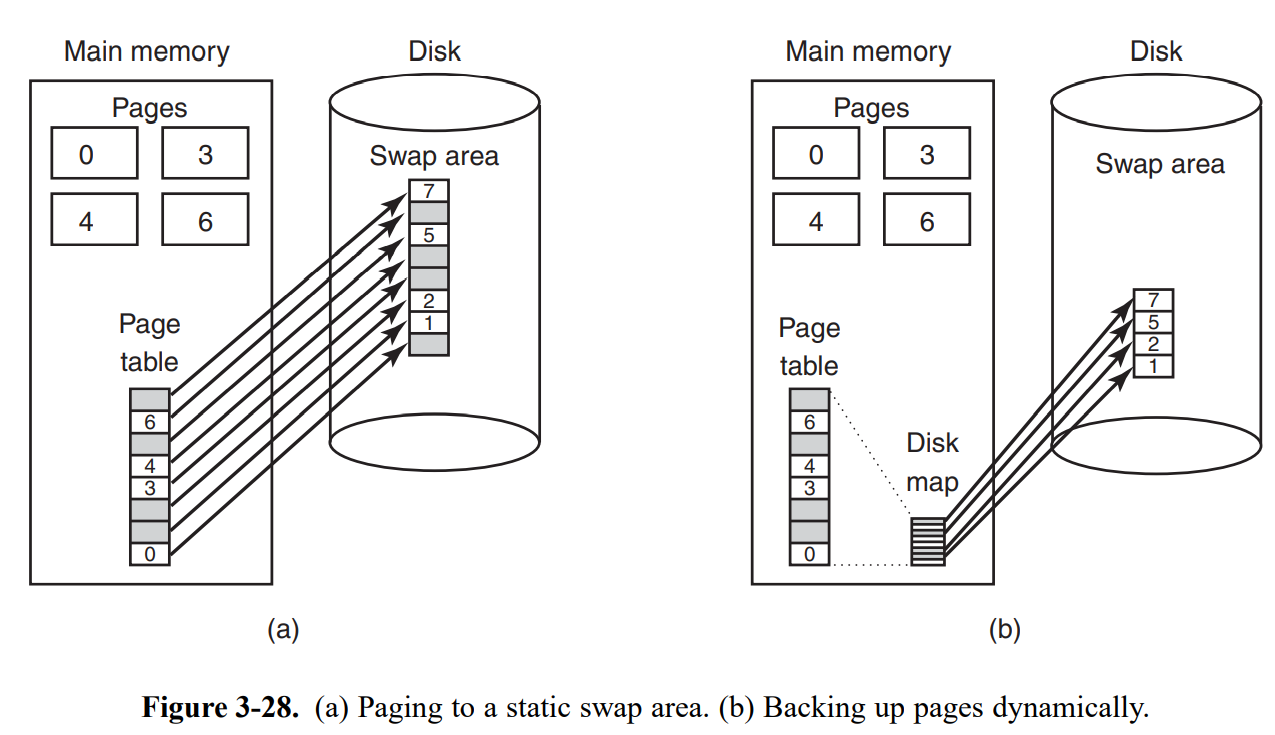 Main memory
Disk
Pages
0 3
4 6
Swap area
7
5
2
1
Page
table
6
4
3
0
(a)
Main memory
Disk
Pages
0 3
4 6
Swap area
7
5
2
1
Page
table
6
4
3
0
Disk
map
(b)
Figure 3-28. (a) Paging to a static swap area. (b) Backing up pages dynamically.